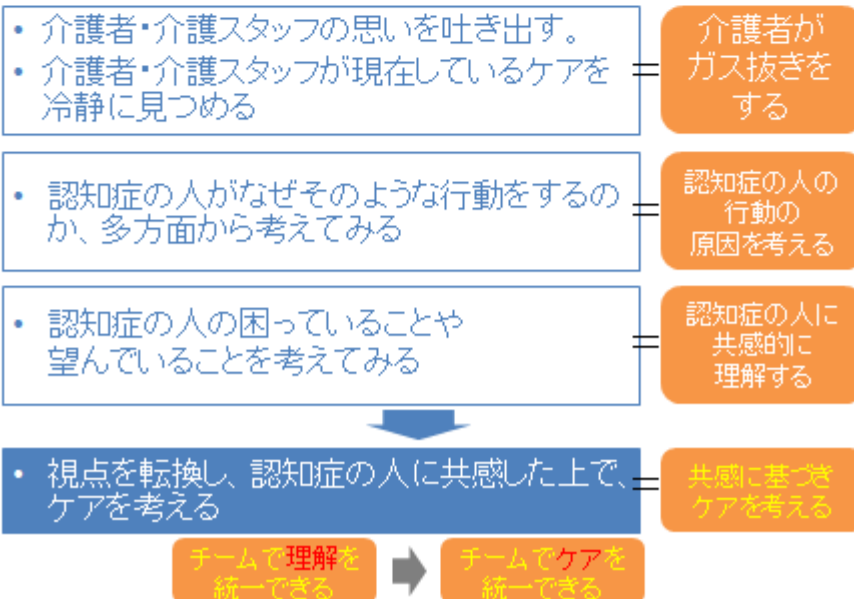 • 介護者・介護スタッフの思いを吐き出す。
• 介護者・介護スタッフが現在しているケアを
冷静に見つめる
=
介護者が
ガス抜きを
する
• 認知症の人がなぜそのような行動をするの
か、多方面から考えてみる
=
認知症の人の
行動の
原因を考える
• 認知症の人の困っていることや
望んでいることを考えてみる
=
認知症の人に
共感的に
理解する
• 視点を転換し、認知症の人に共感した上で、
ケアを考える
=
共感に基づき
ケアを考える
チームで理解を
統一できる
チームでケアを
統一できる